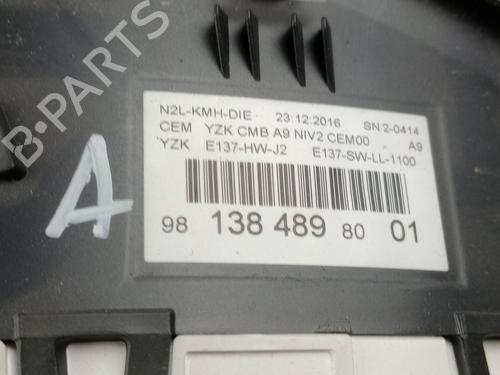 N2L-KMH-DIE 23:12:2016 SN 2-0414
CEM YZK CMB A9 NIV2 CEM00 A9
YZK E137-HW-J2 E137-SW-LL-1100
98 138 489 80 01
A
B-PARTS